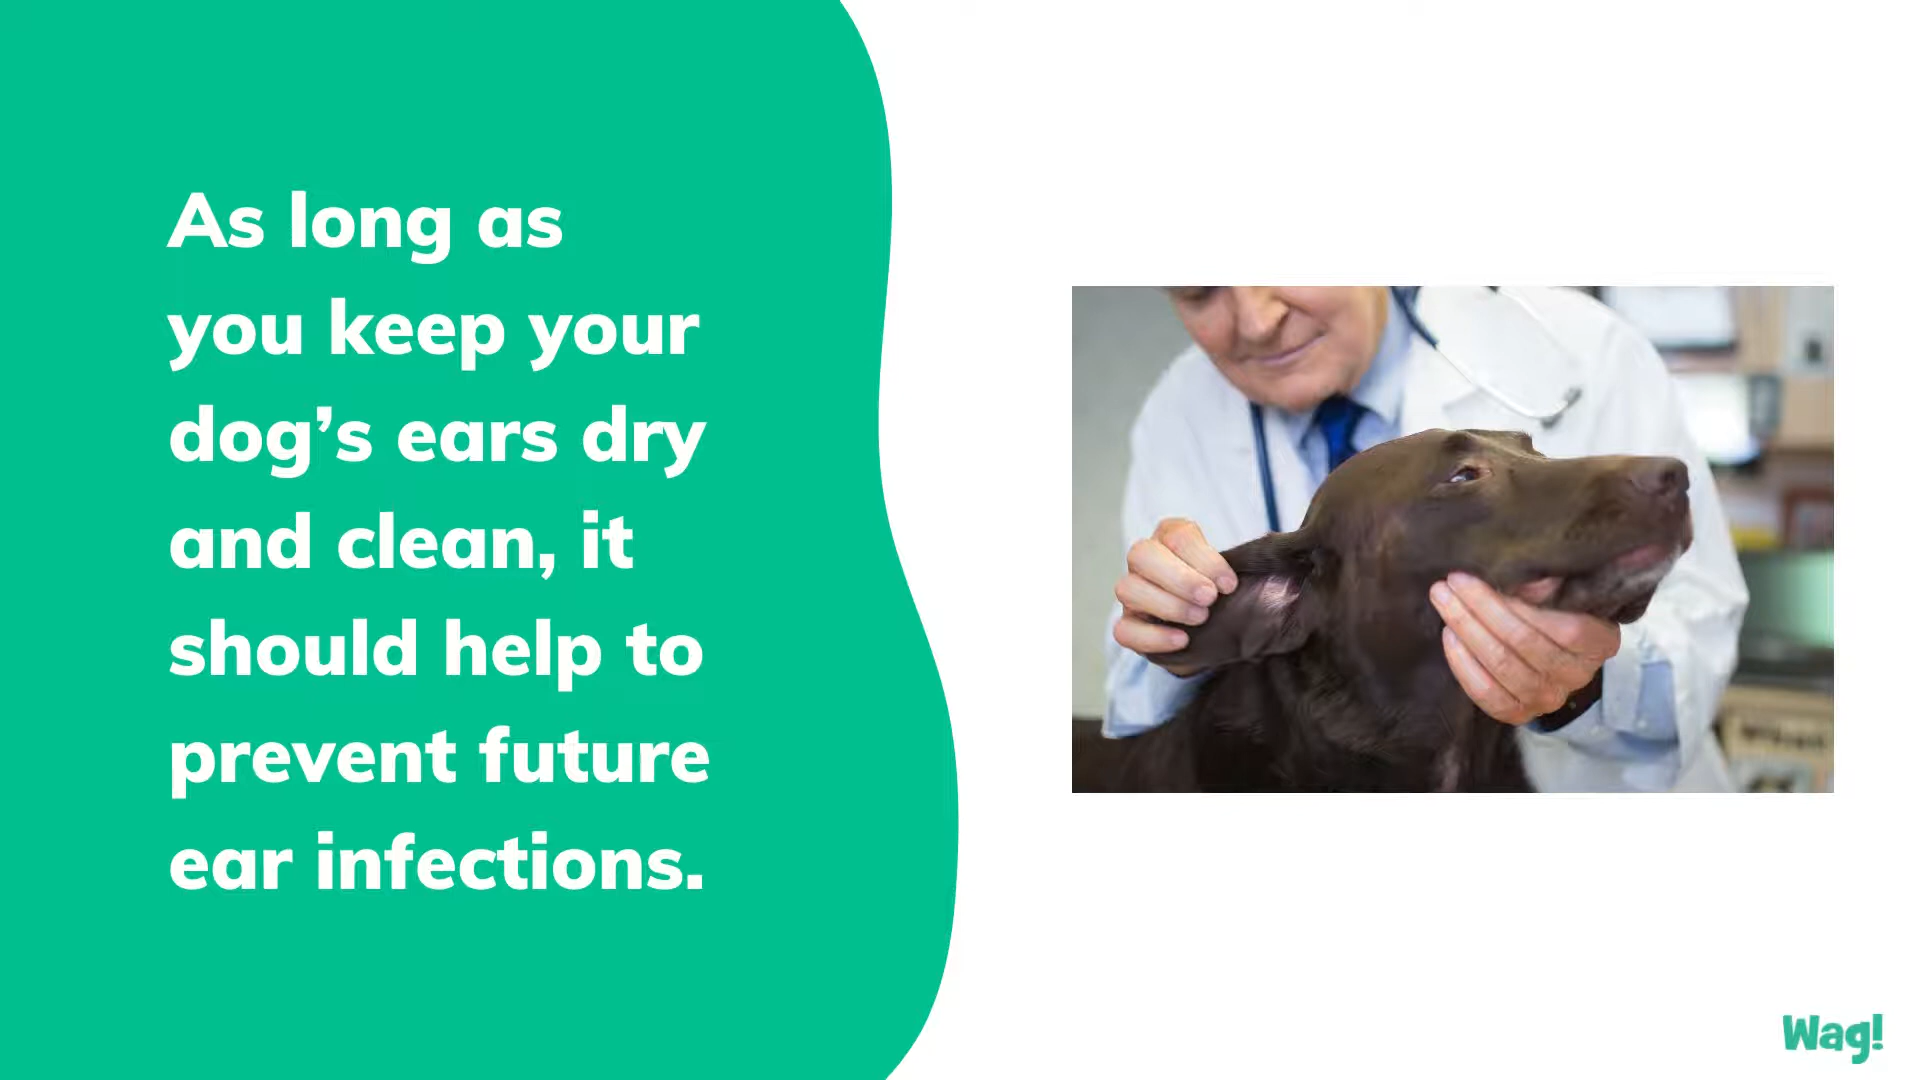 As long as
you keep your
dog’s ears dry
and clean, it
should help to
prevent future
ear infections.
Wag!